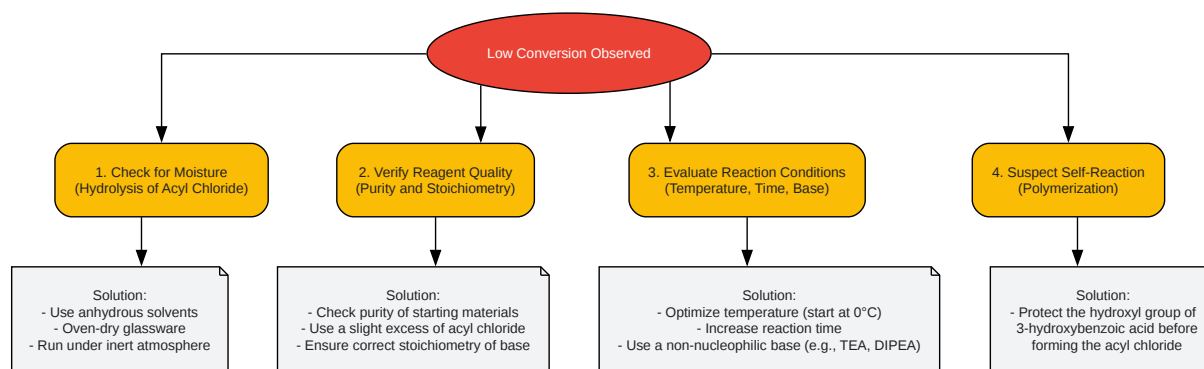 Low Conversion Observed
1. Check for Moisture
(Hydrolysis of Acyl Chloride)
2. Verify Reagent Quality
(Purity and Stoichiometry)
3. Evaluate Reaction Conditions
(Temperature, Time, Base)
4. Suspect Self-Reaction
(Polymerization)
Solution:
- Use anhydrous solvents
- Oven-dry glassware
- Run under inert atmosphere
Solution:
- Check purity of starting materials
- Use a slight excess of acyl chloride
- Ensure correct stoichiometry of base
Solution:
- Optimize temperature (start at 0°C)
- Increase reaction time
- Use a non-nucleophilic base (e.g., TEA, DIPEA)
Solution:
- Protect the hydroxyl group of
3-hydroxybenzoic acid before
forming the acyl chloride